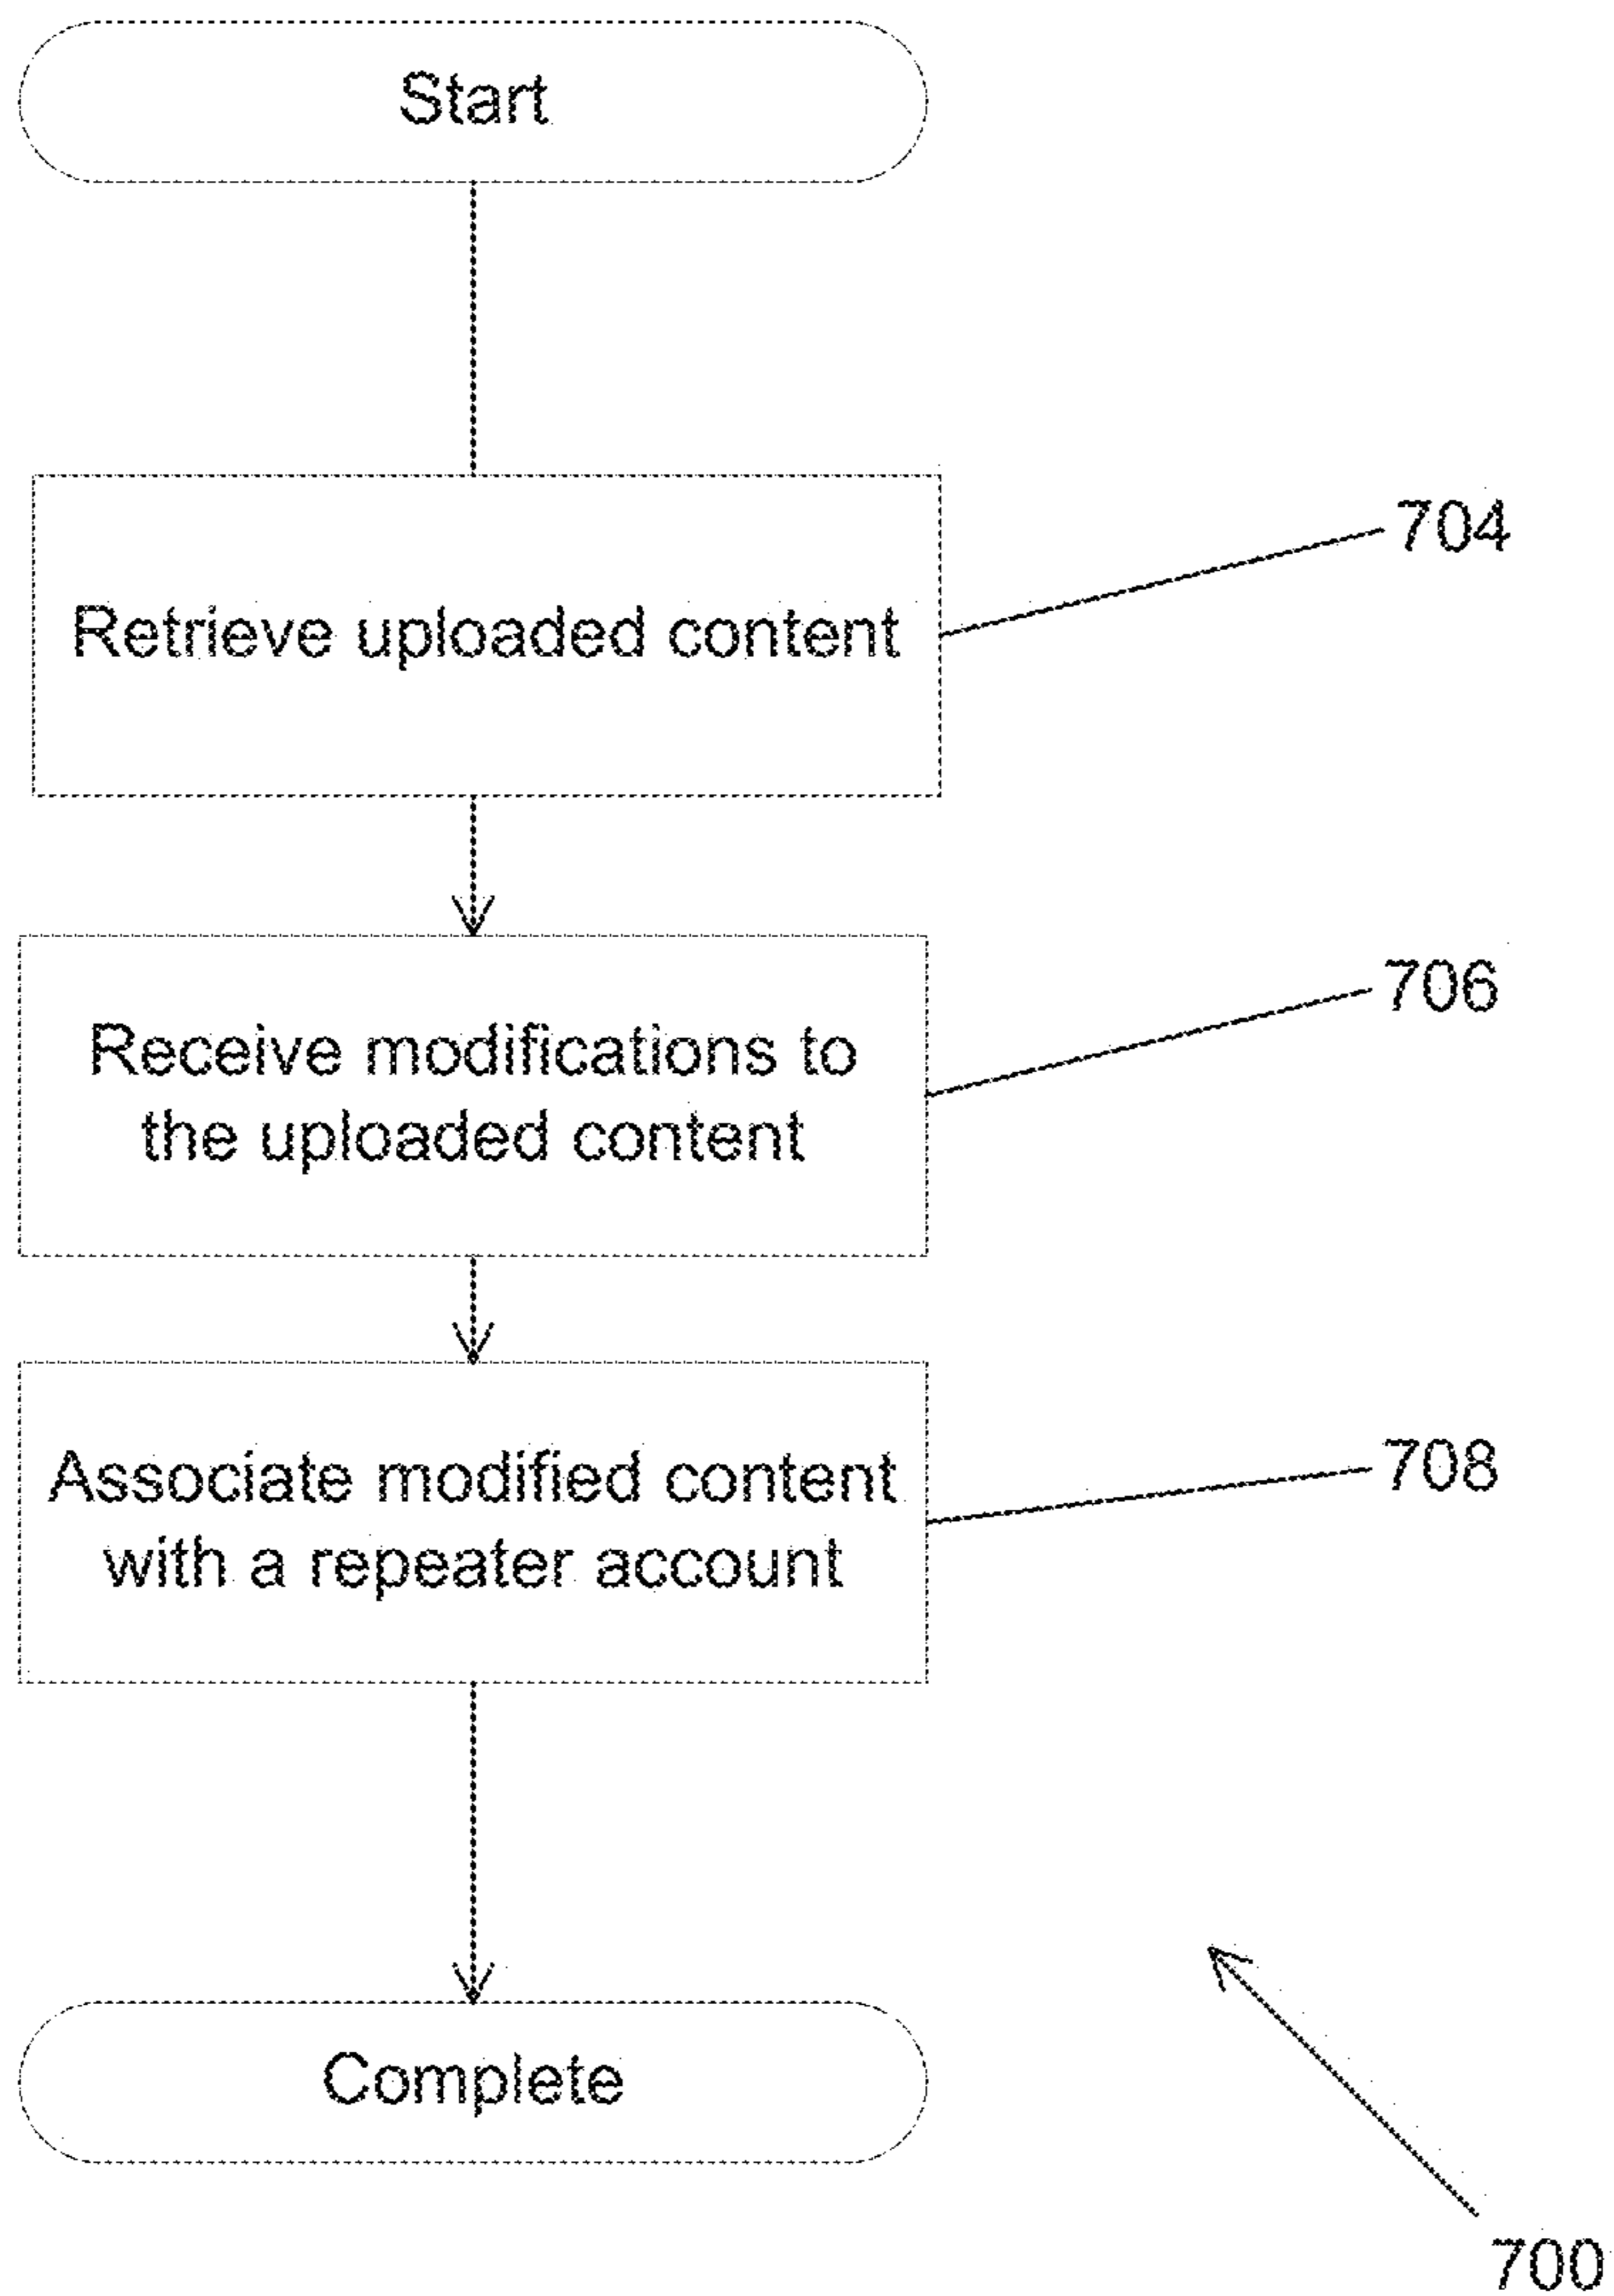 Start
704
Retrieve uploaded content
706
Receive modifications to
the uploaded content
708
Associate modified content
with a repeater account
Complete
700